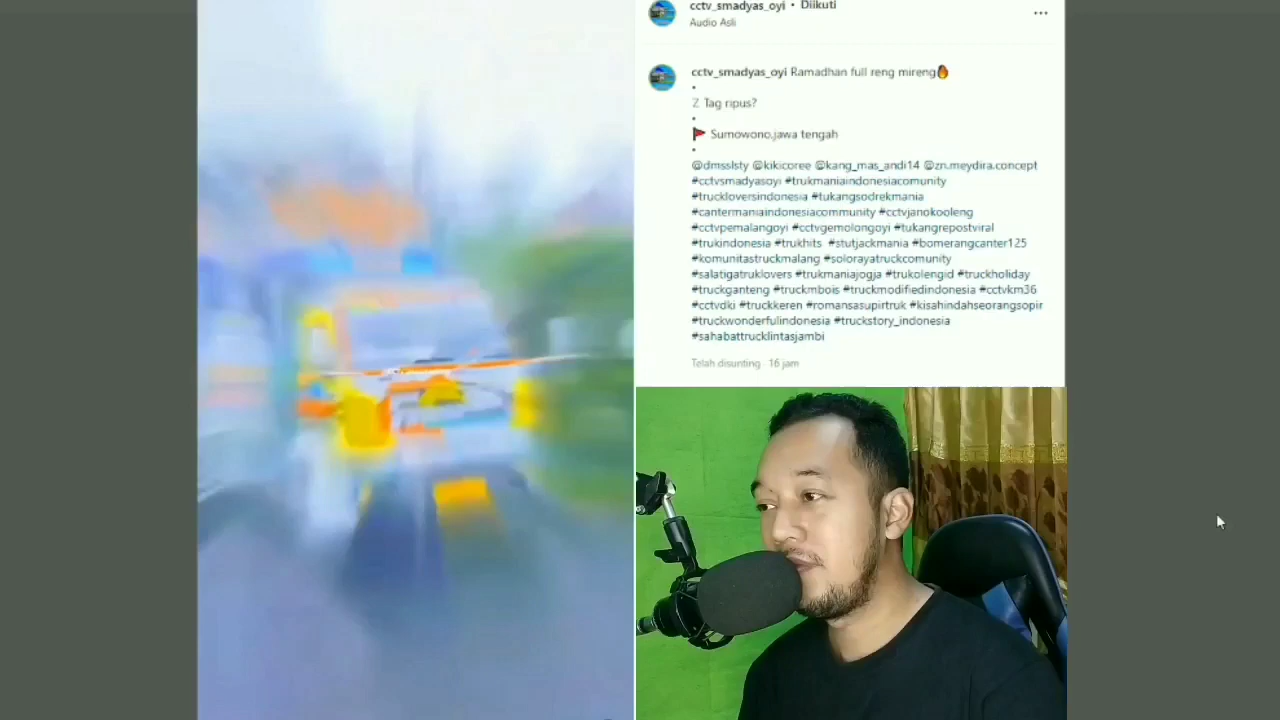 cctv_smadyas_oyi • Diikuti
Audio Asli
cctv_smadyas_oyi Ramadhan full reng mireng🔥
•
Z Tag ripus?
•
🚩 Sumowono,jawa tengah
•
@dmsslsty @kikicoree @kang_mas_andi14 @zn.meydira.concept
#cctvsmadyasoyi #trukmaniaindonesiacomunity
#truckloversindonesia #tukangsodrekmania
#cantermaniaindonesiacommunity #cctvjanokooleng
#cctvpemalangoyi #cctvgemolongoyi #tukangrepostviral
#trukindonesia #trukhits #stutjackmania #bomerangcanter125
#komunitastruckmalang #solorayatruckcomunity
#salatigatruklovers #trukmaniajogja #trukolengid #truckholiday
#truckganteng #truckmbois #truckmodifiedindonesia #cctvkm36
#cctvdki #truckkeren #romansasupirtruk #kisahindahseorangsopir
#truckwonderfulindonesia #truckstory_indonesia
#sahabattrucklintasjambi
Telah disunting · 16 jam